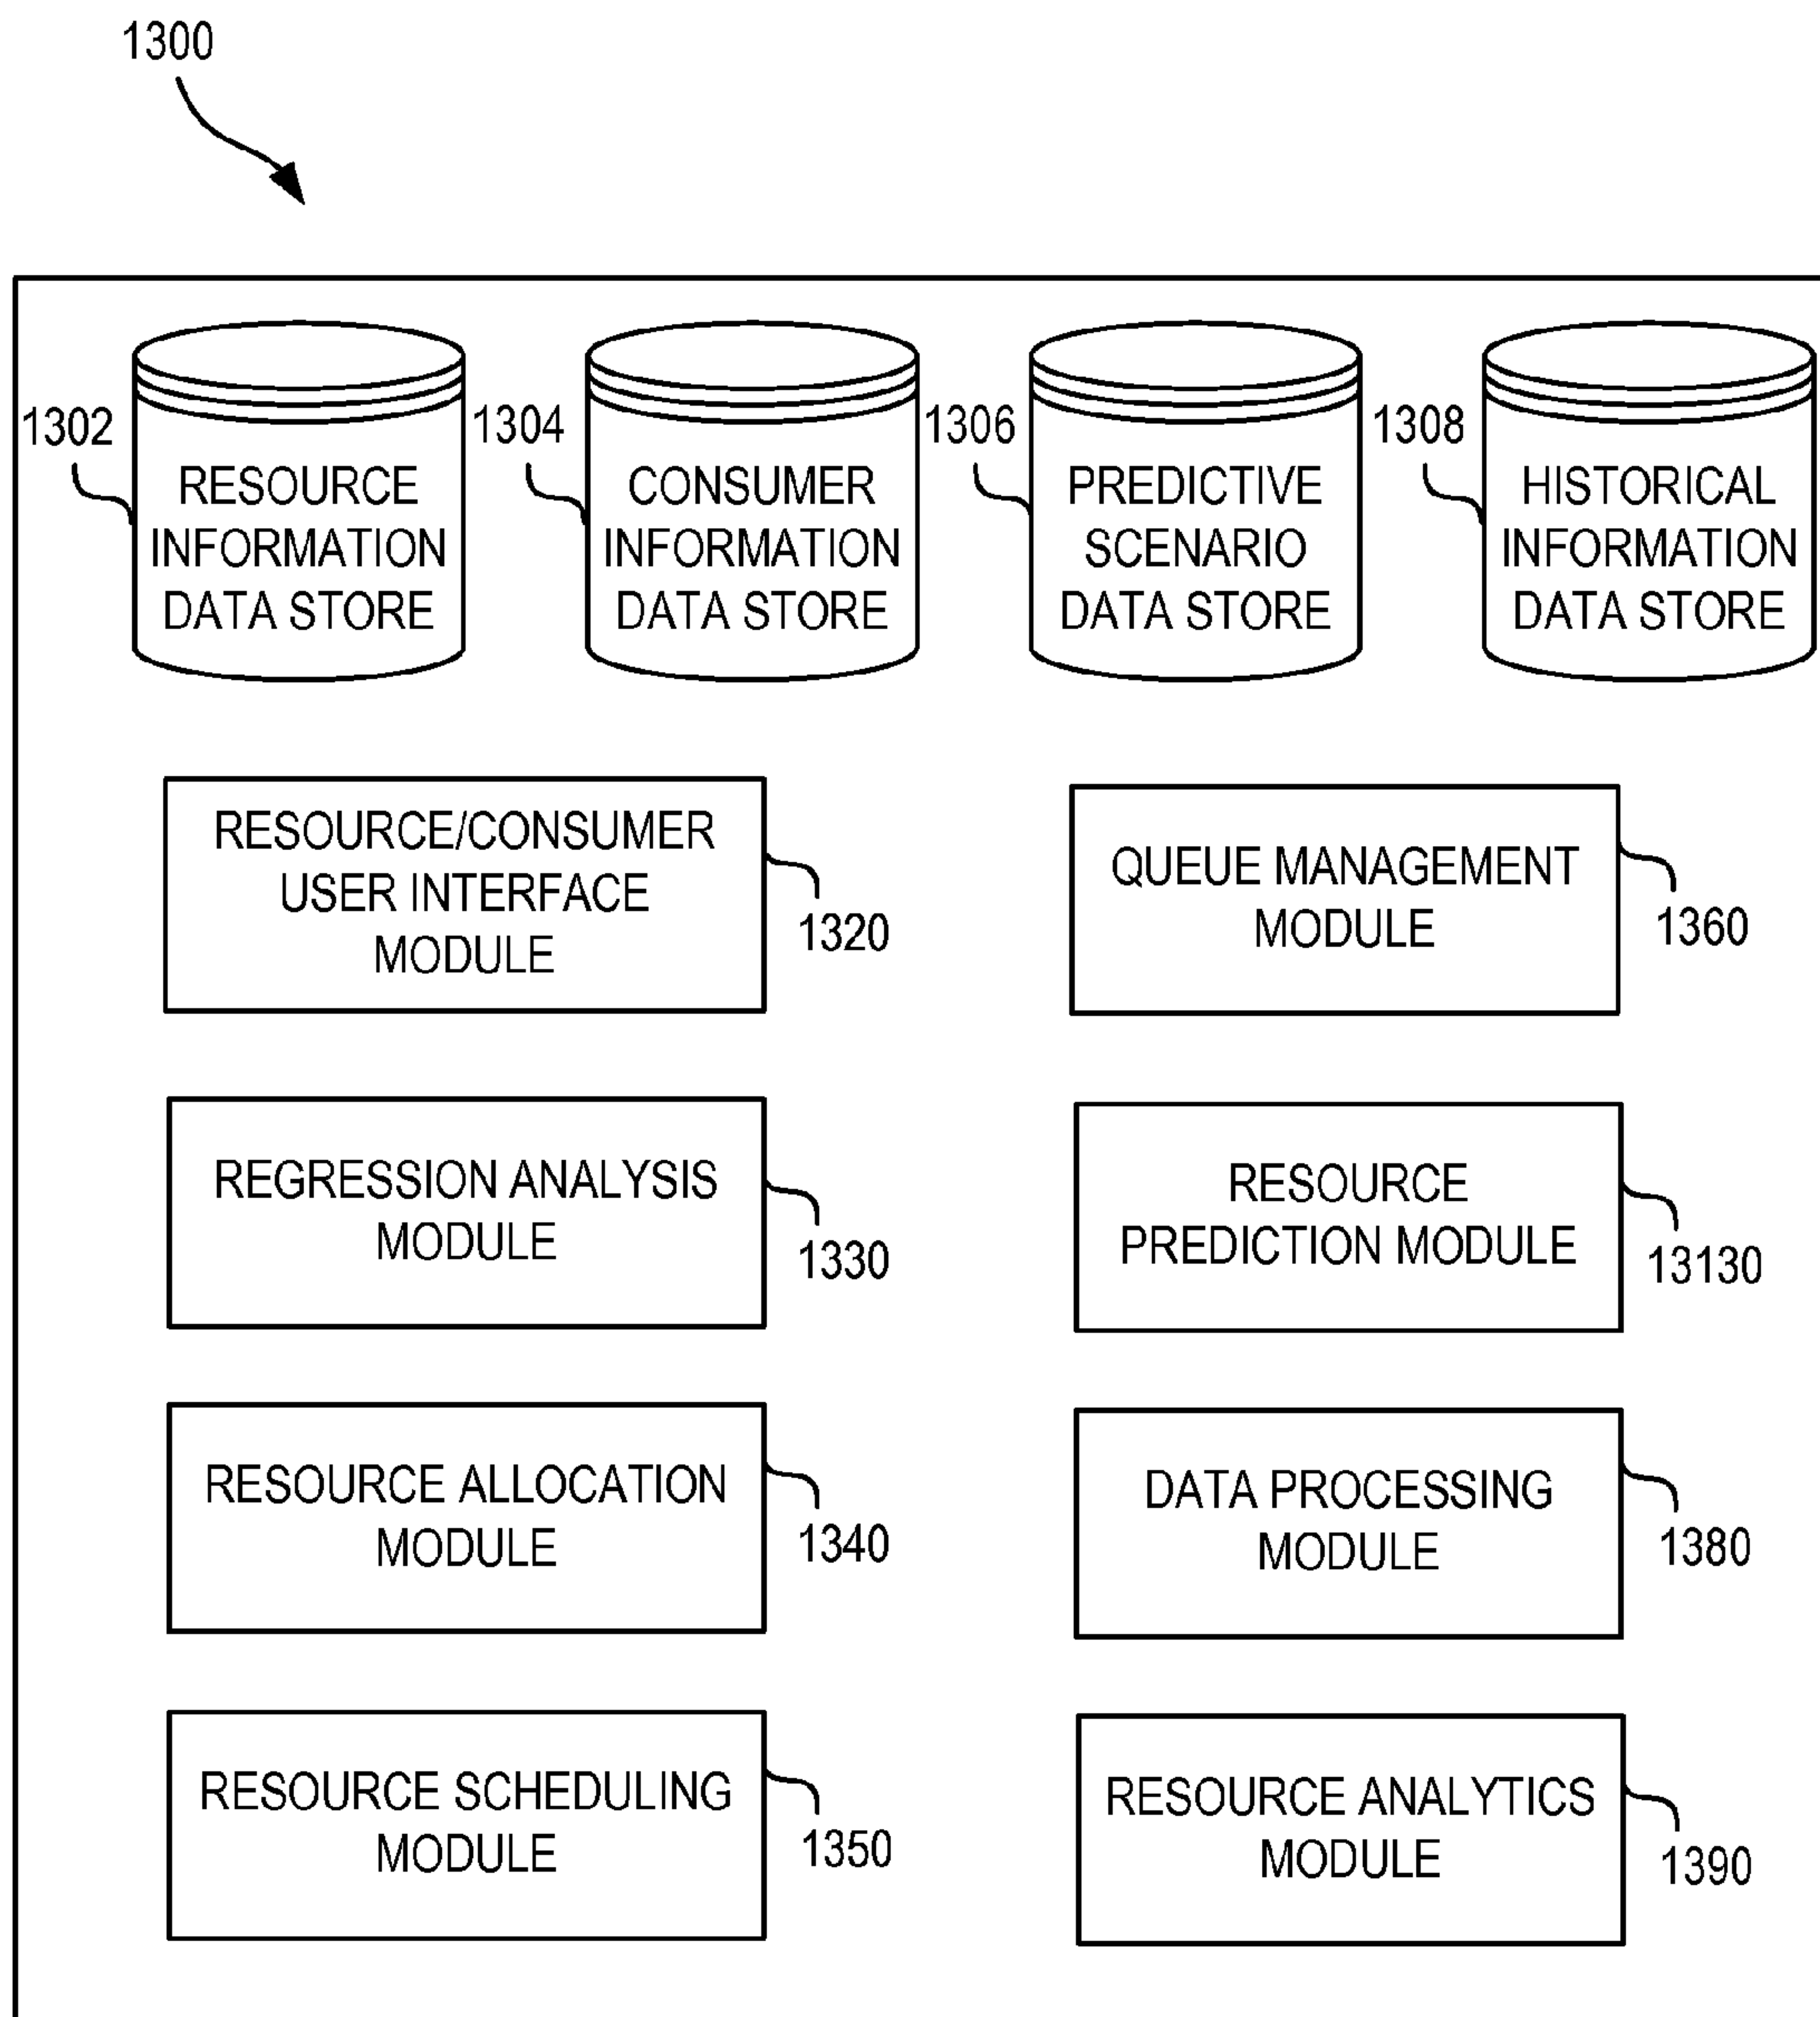 1300
1302
RESOURCE
INFORMATION
DATA STORE
1304
CONSUMER
INFORMATION
DATA STORE
1306
PREDICTIVE
SCENARIO
DATA STORE
1308
HISTORICAL
INFORMATION
DATA STORE
RESOURCE/CONSUMER
USER INTERFACE
MODULE
1320
QUEUE MANAGEMENT
MODULE
1360
REGRESSION ANALYSIS
MODULE
1330
RESOURCE
PREDICTION MODULE
13130
RESOURCE ALLOCATION
MODULE
1340
DATA PROCESSING
MODULE
1380
RESOURCE SCHEDULING
MODULE
1350
RESOURCE ANALYTICS
MODULE
1390